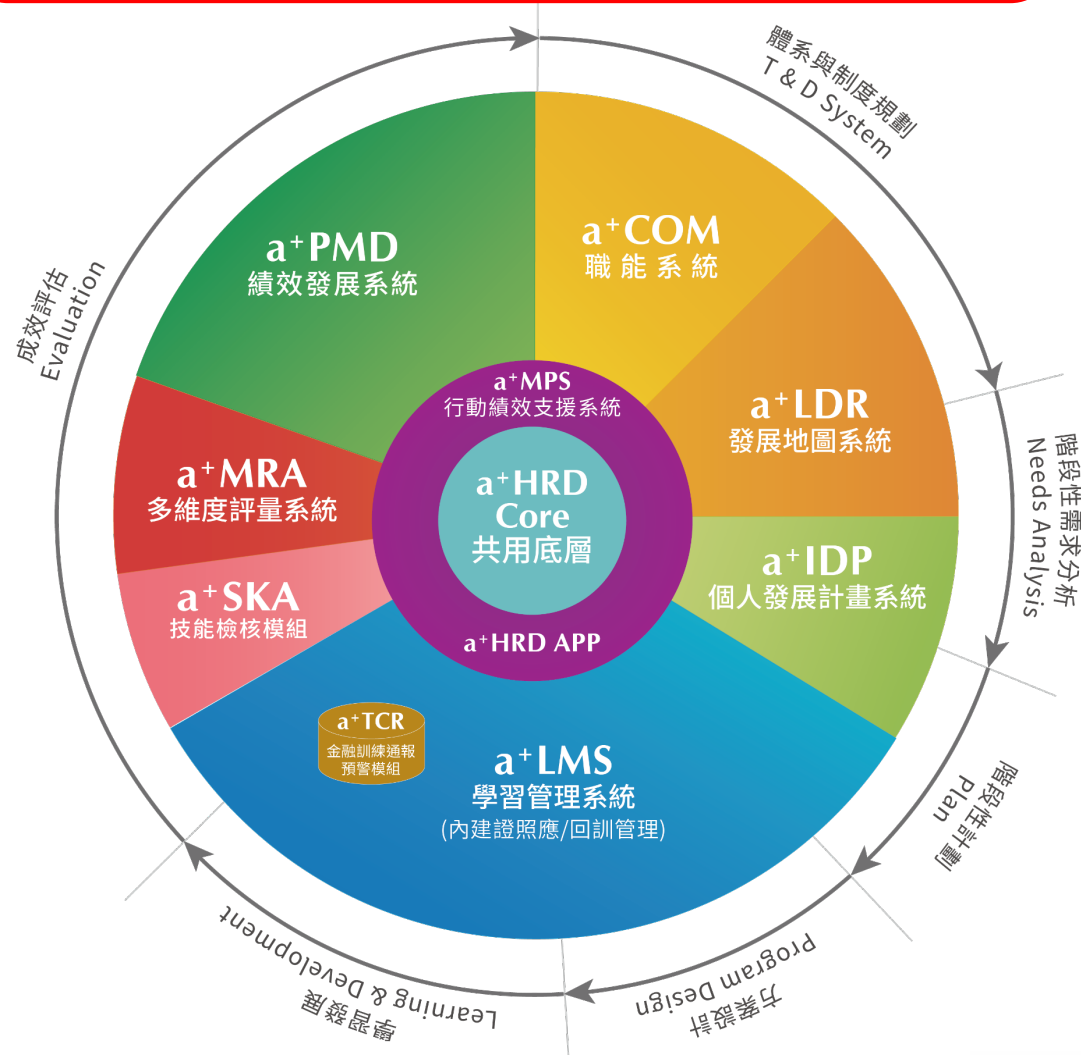 體系與制度規劃
T & D System
階段性需求分析
Needs Analysis
階段性計劃
Plan
方案設計
Program Design
學習發展
Learning & Development
成效評估
Evaluation
a+COM
職能系統
a+LDR
發展地圖系統
a+IDP
個人發展計畫系統
a+LMS
學習管理系統
(內建證照應/回訓管理)
a+TCR
金融訓練通報
預警模組
a+SKA
技能檢核模組
a+MRA
多維度評量系統
a+PMD
績效發展系統
a+MPS
行動績效支援系統
a+HRD
Core
共用底層
a+HRD APP